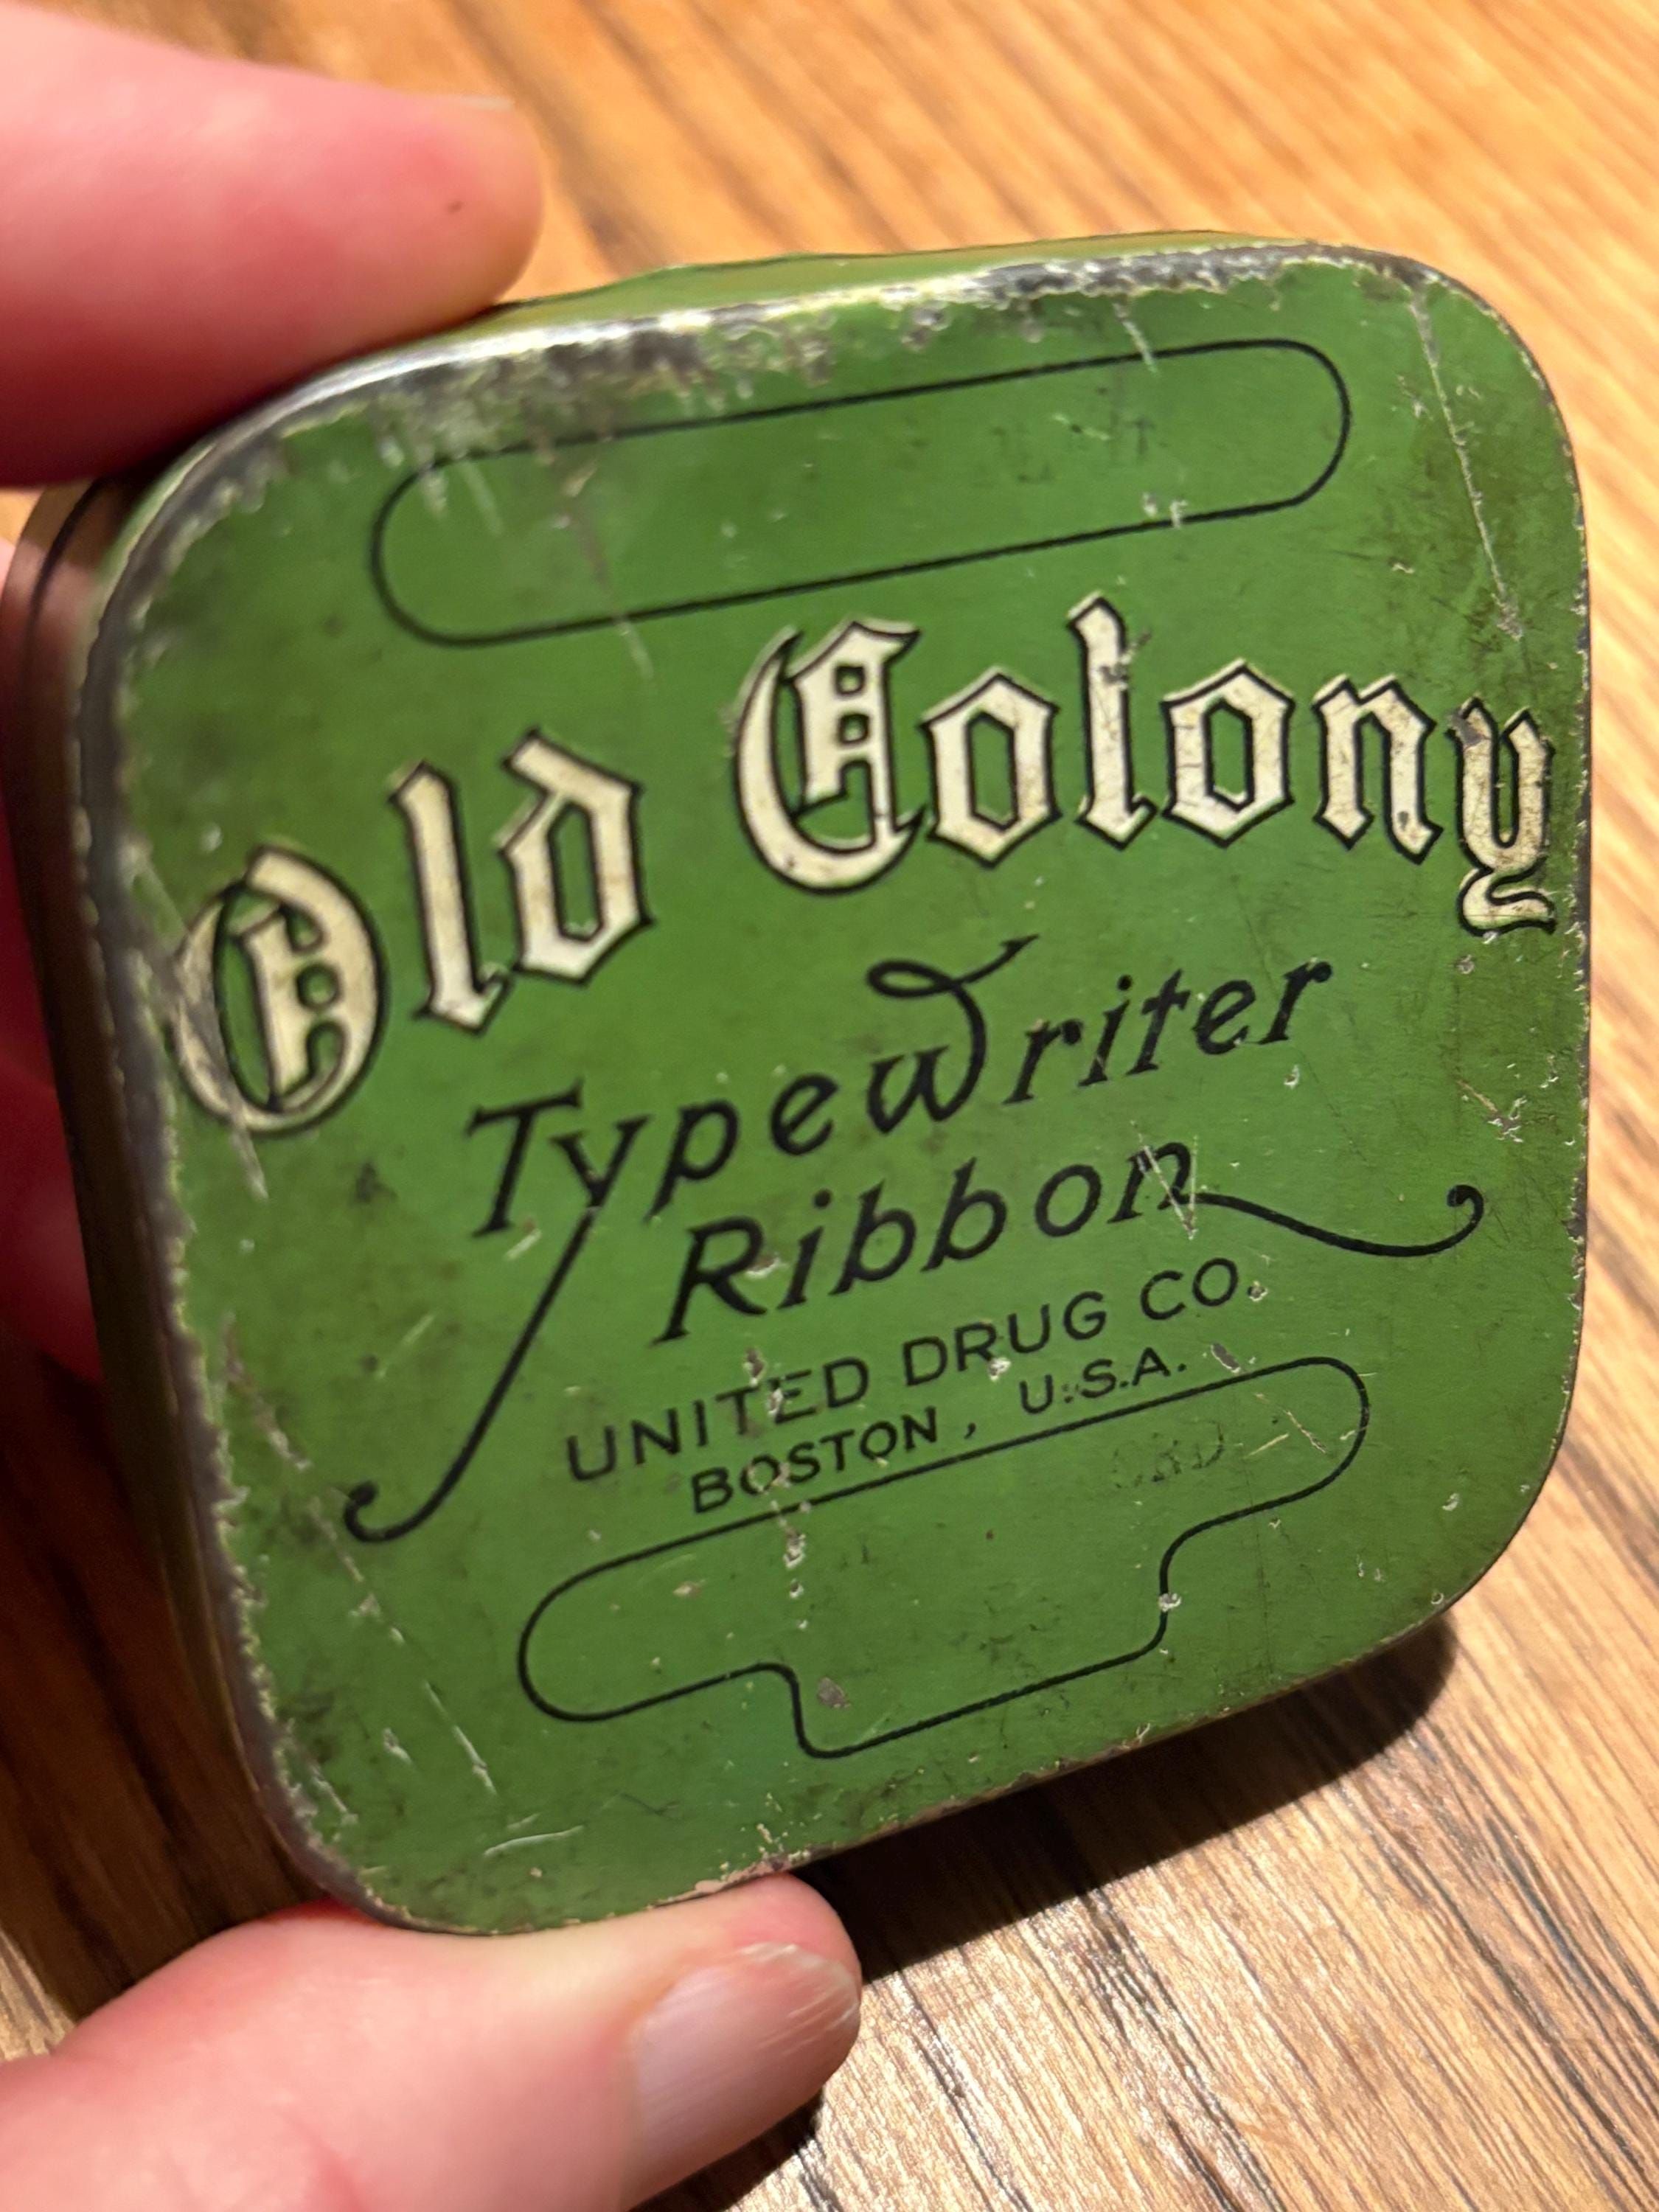 Old Colony
Typewriter
Ribbon
UNITED DRUG CO.
BOSTON, U.S.A.